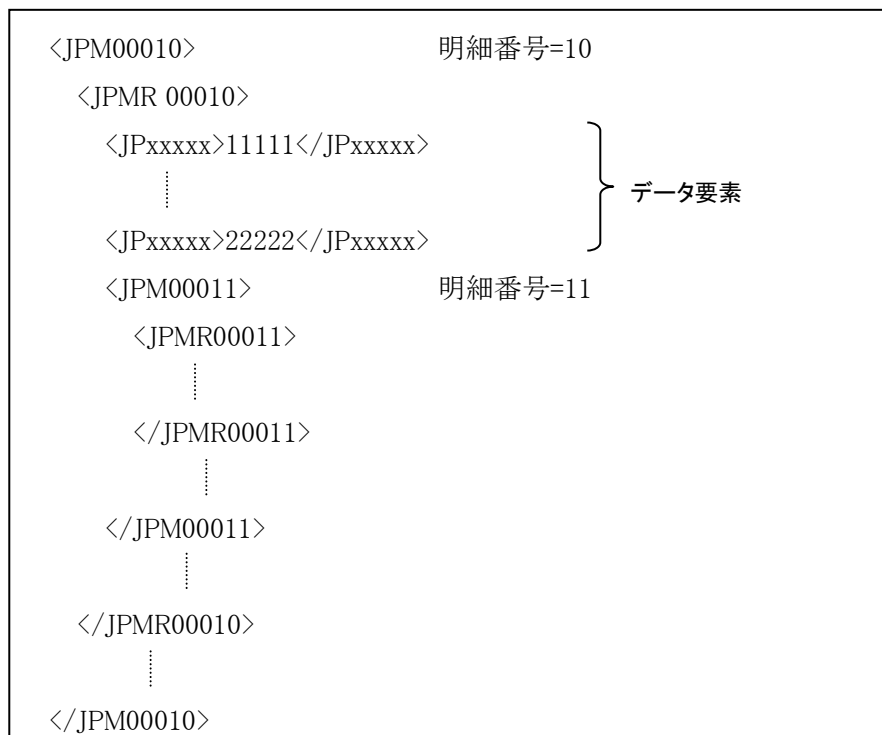 <JPM00010> 明細番号=10
<JPMR 00010>
<JPxxxxx>11111</JPxxxxx>
データ要素
<JPxxxxx>22222</JPxxxxx>
<JPM00011> 明細番号=11
<JPMR00011>
</JPMR00011>
</JPM00011>
</JPMR00010>
</JPM00010>